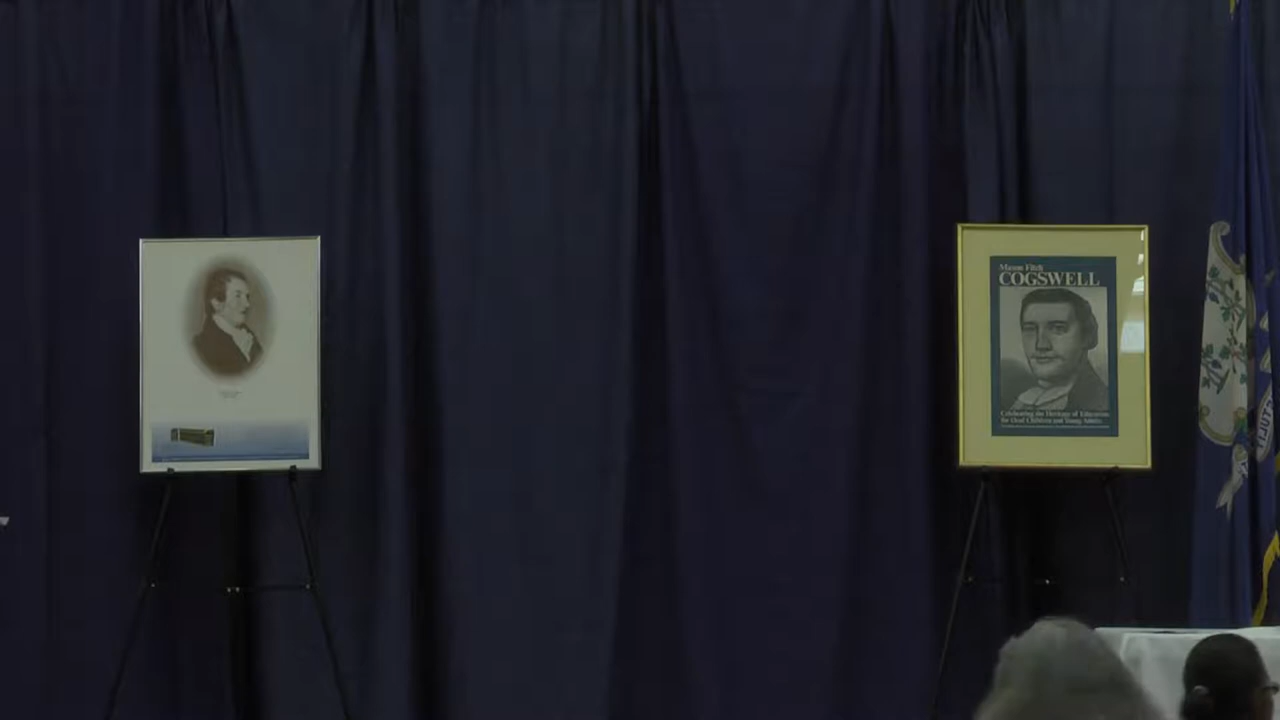 Mason Fitch
COGSWELL
Celebrating the Heritage of Education
for Deaf Children and Young Adults